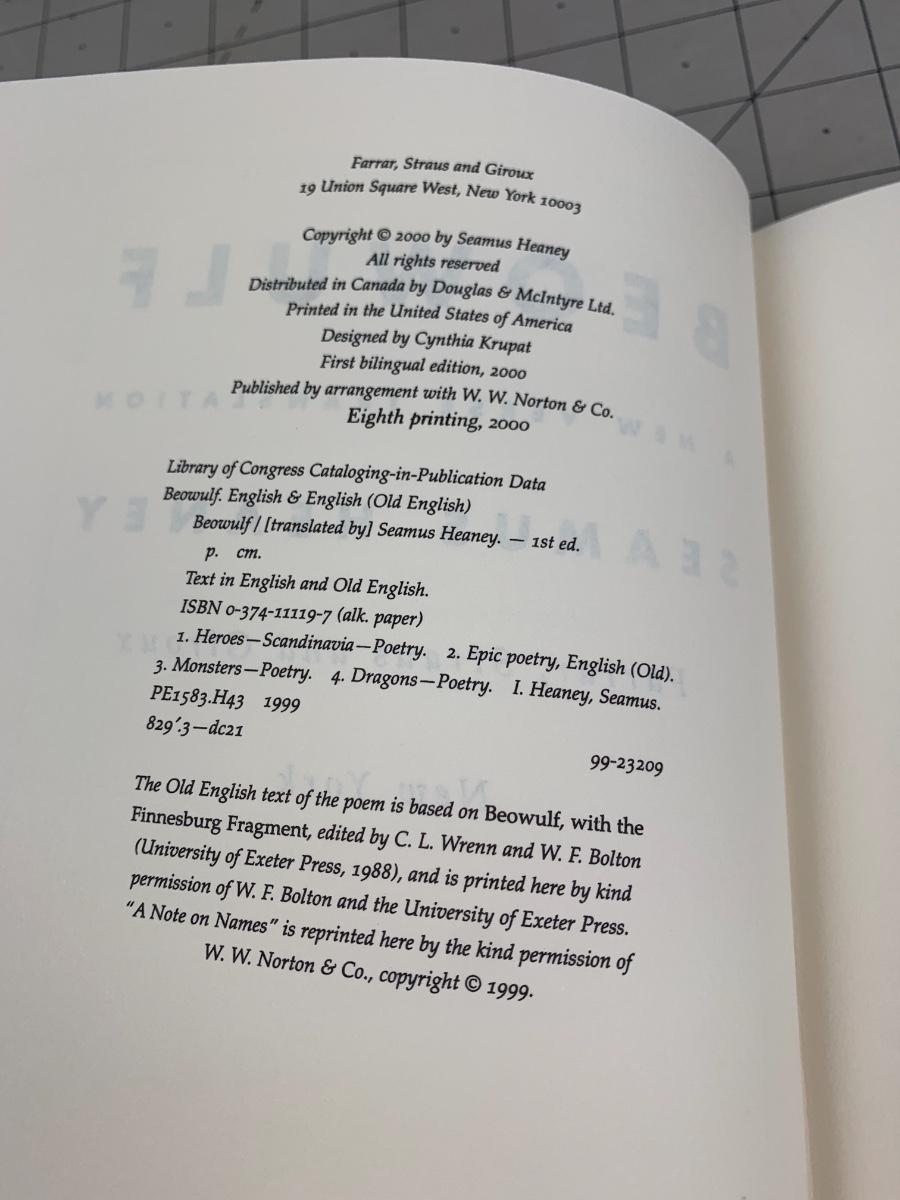 Farrar, Straus and Giroux
19 Union Square West, New York 10003
Copyright © 2000 by Seamus Heaney
All rights reserved
Distributed in Canada by Douglas & McIntyre Ltd.
Printed in the United States of America
Designed by Cynthia Krupat
First bilingual edition, 2000
Published by arrangement with W. W. Norton & Co.
Eighth printing, 2000
Library of Congress Cataloging-in-Publication Data
Beowulf. English & English (Old English)
Beowulf / [translated by] Seamus Heaney. — 1st ed.
p. cm.
Text in English and Old English.
ISBN 0-374-11119-7 (alk. paper)
1. Heroes—Scandinavia—Poetry. 2. Epic poetry, English (Old).
3. Monsters—Poetry. 4. Dragons—Poetry. I. Heaney, Seamus.
PE1583.H43 1999
829'.3—dc21
99-23209
The Old English text of the poem is based on Beowulf, with the
Finnesburg Fragment, edited by C. L. Wrenn and W. F. Bolton
(University of Exeter Press, 1988), and is printed here by kind
permission of W. F. Bolton and the University of Exeter Press.
"A Note on Names" is reprinted here by the kind permission of
W. W. Norton & Co., copyright © 1999.